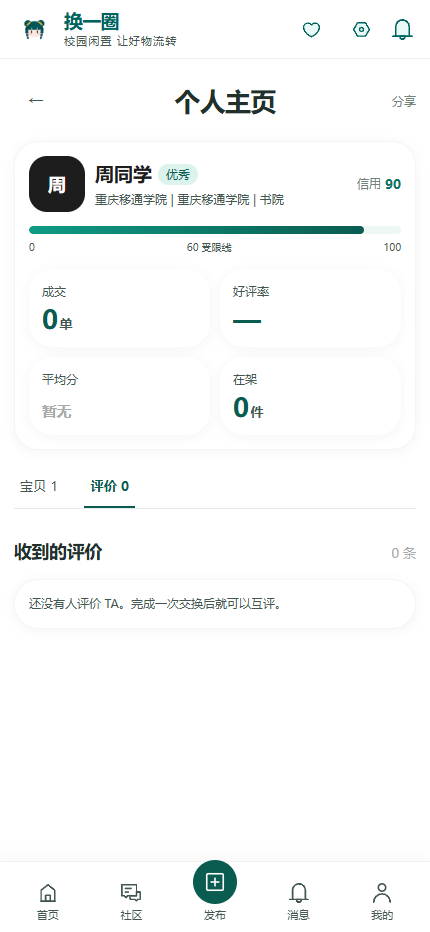 换一圈
校园闲置 让好物流转
←
个人主页
分享
周
周同学 优秀
重庆移通学院 | 重庆移通学院 | 书院
信用 90
0 60 受限线 100
成交
0单
好评率
—
平均分
暂无
在架
0件
宝贝 1 评价 0
收到的评价 0 条
还没有人评价 TA。完成一次交换后就可以互评。
首页 社区 发布 消息 我的